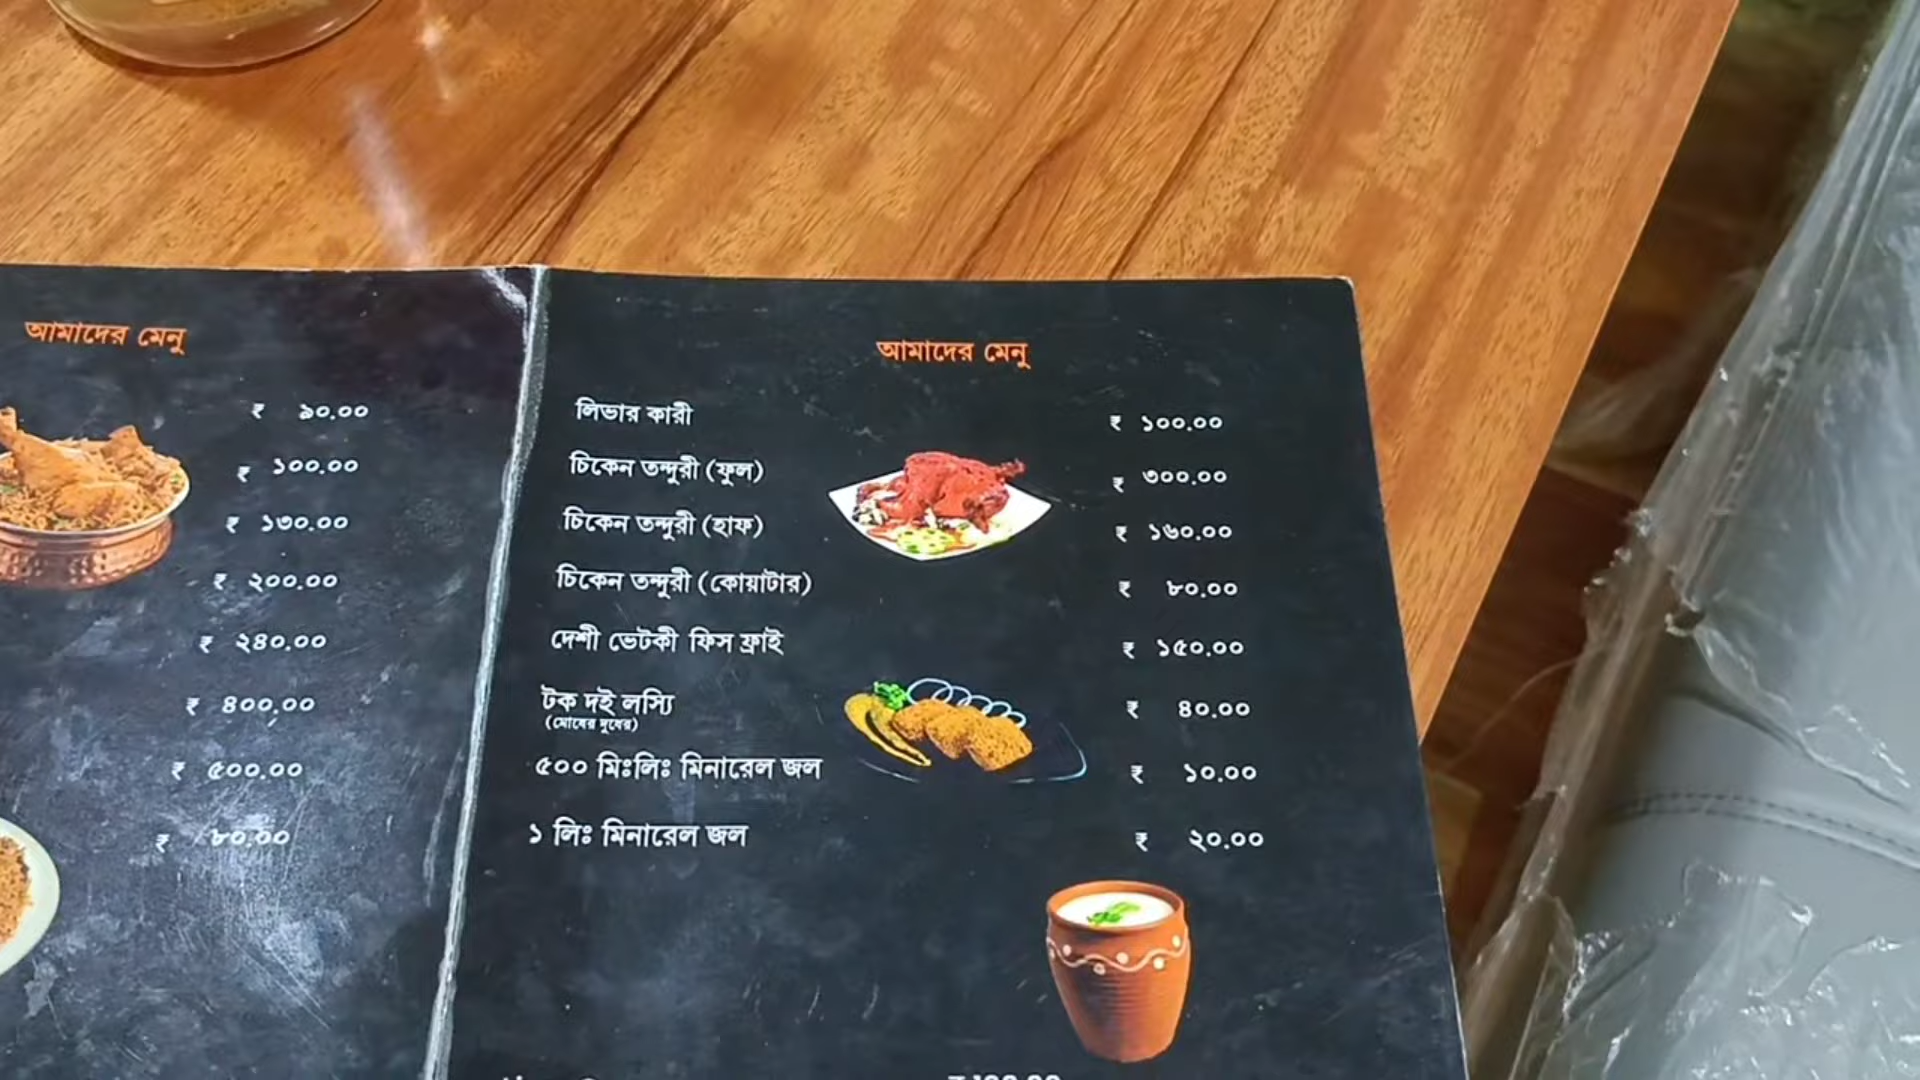 আমাদের মেনু
₹ ৯০.০০
₹ ১০০.০০
₹ ১৩০.০০
₹ ২০০.০০
₹ ২৪০.০০
₹ ৪০০.০০
₹ ৫০০.০০
₹ ৮০.০০
আমাদের মেনু
লিভার কারী ₹ ১০০.০০
চিকেন তন্দুরী (ফুল) ₹ ৩০০.০০
চিকেন তন্দুরী (হাফ) ₹ ১৬০.০০
চিকেন তন্দুরী (কোয়াটার) ₹ ৮০.০০
দেশী ভেটকী ফিস ফ্রাই ₹ ১৫০.০০
টক দই লস্যি ₹ ৪০.০০
(মোষের দুধের)
৫০০ মিঃলিঃ মিনারেল জল ₹ ১০.০০
১ লিঃ মিনারেল জল ₹ ২০.০০